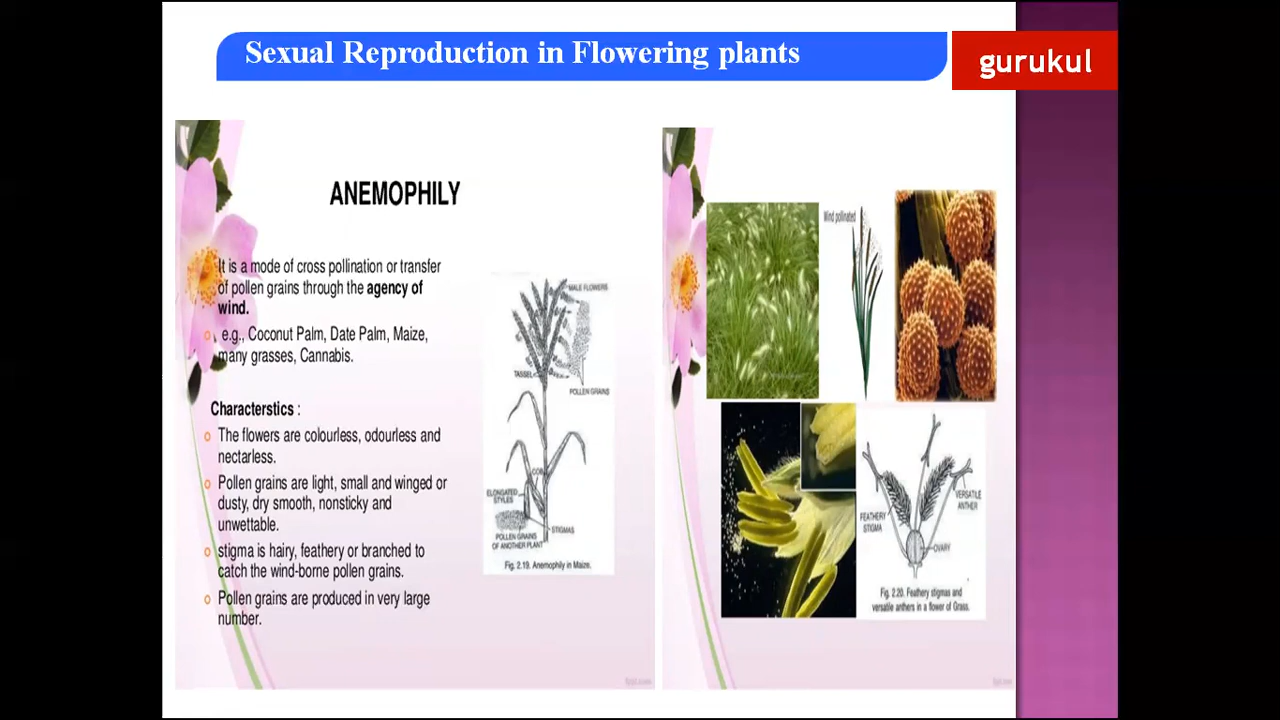 Sexual Reproduction in Flowering plants
gurukul
ANEMOPHILY
It is a mode of cross pollination or transfer
of pollen grains through the agency of
wind.
e.g., Coconut Palm, Date Palm, Maize,
many grasses, Cannabis.
Characterstics :
The flowers are colourless, odourless and
nectarless.
Pollen grains are light, small and winged or
dusty, dry smooth, nonsticky and
unwettable.
stigma is hairy, feathery or branched to
catch the wind-borne pollen grains.
Pollen grains are produced in very large
number.
MALE FLOWERS
TASSEL
POLLEN GRAINS
COB
ELONGATED
STYLES
STIGMAS
POLLEN GRAINS
OF ANOTHER PLANT
Fig. 2.19. Anemophily in Maize.
Wind pollinated
FEATHERY
STIGMA
VERSATILE
ANTHER
OVARY
Fig. 2.20. Feathery stigmas and
versatile anthers in a flower of Grass.